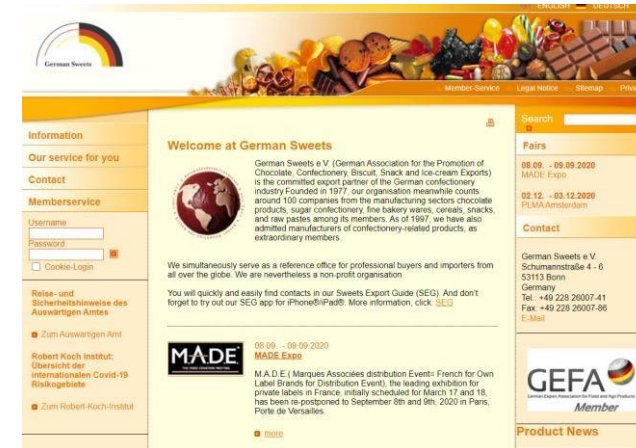 ENGLISH DEUTSCH
German Sweets
Member-Service Legal Notice Sitemap
Information
Our service for you
Contact
Memberservice
Username
Password
Cookie-Login
Reise- und
Sicherheitshinweise des
Auswärtigen Amtes
Zum Auswärtigen Amt
Robert Koch Institut:
Übersicht der
internationalen Covid-19
Risikogebiete
Zum Robert-Koch-Institut
Welcome at German Sweets
German Sweets e.V. (German Association for the Promotion of
Chocolate, Confectionery, Biscuit, Snack and Ice-cream Exports)
is the committed export partner of the German confectionery
industry Founded in 1977, our organisation meanwhile counts
around 100 companies from the manufacturing sectors chocolate
products, sugar confectionery, fine bakery wares, cereals, snacks,
and raw pastes among its members. As of 1997, we have also
admitted manufacturers of confectionery-related products, as
extraordinary members.
We simultaneously serve as a reference office for professional buyers and importers from
all over the globe. We are nevertheless a non-profit organisation.
You will quickly and easily find contacts in our Sweets Export Guide (SEG). And don't
forget to try out our SEG app for iPhone®/iPad®. More information, click: SEG
MADE
08.09. - 09.09.2020
MADE Expo
M.A.D.E.( Marques Associées distribution Event= French for Own
Label Brands for Distribution Event), the leading exhibition for
private labels in France, initially scheduled for March 17 and 18,
has been re-postponed to September 8th and 9th, 2020 in Paris,
Porte de Versailles.
more
Search
Fairs
08.09. - 09.09.2020
MADE Expo
02.12. - 03.12.2020
PLMA Amsterdam
Contact
German Sweets e.V.
Schumannstraße 4 - 6
53113 Bonn
Germany
Tel.: +49 228 26007-41
Fax: +49 228 26007-86
E-Mail
GEFA
German Export Association for Food and Agri Products
Member
Product News